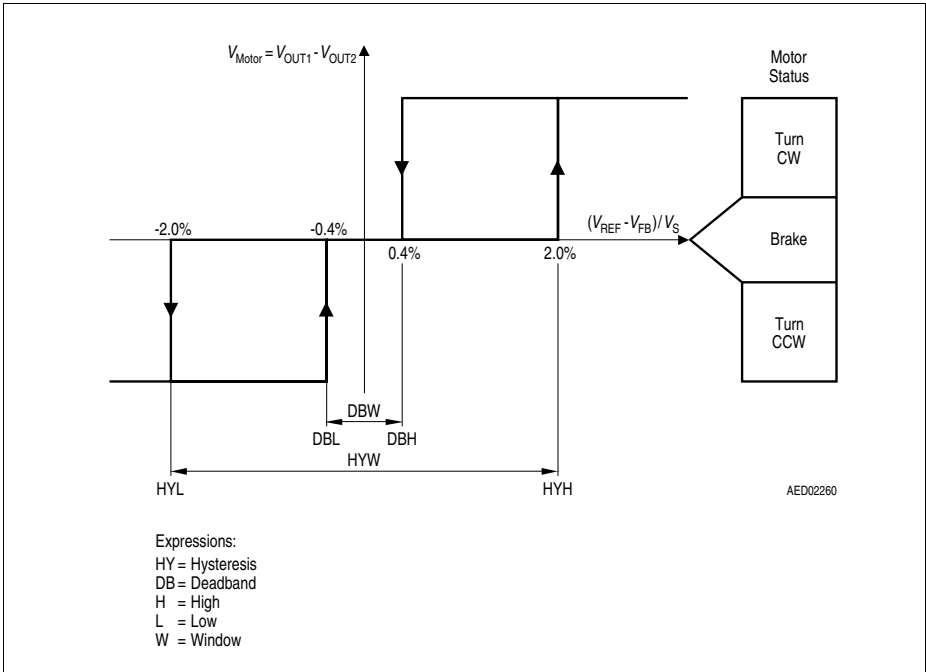 V_Motor = V_OUT1 - V_OUT2
Motor
Status
Turn
CW
-2.0%
-0.4%
(V_REF - V_FB) / V_S
Brake
0.4%
2.0%
Turn
CCW
DBW
DBL
DBH
HYW
HYL
HYH
AED02260
Expressions:
HY = Hysteresis
DB = Deadband
H = High
L = Low
W = Window